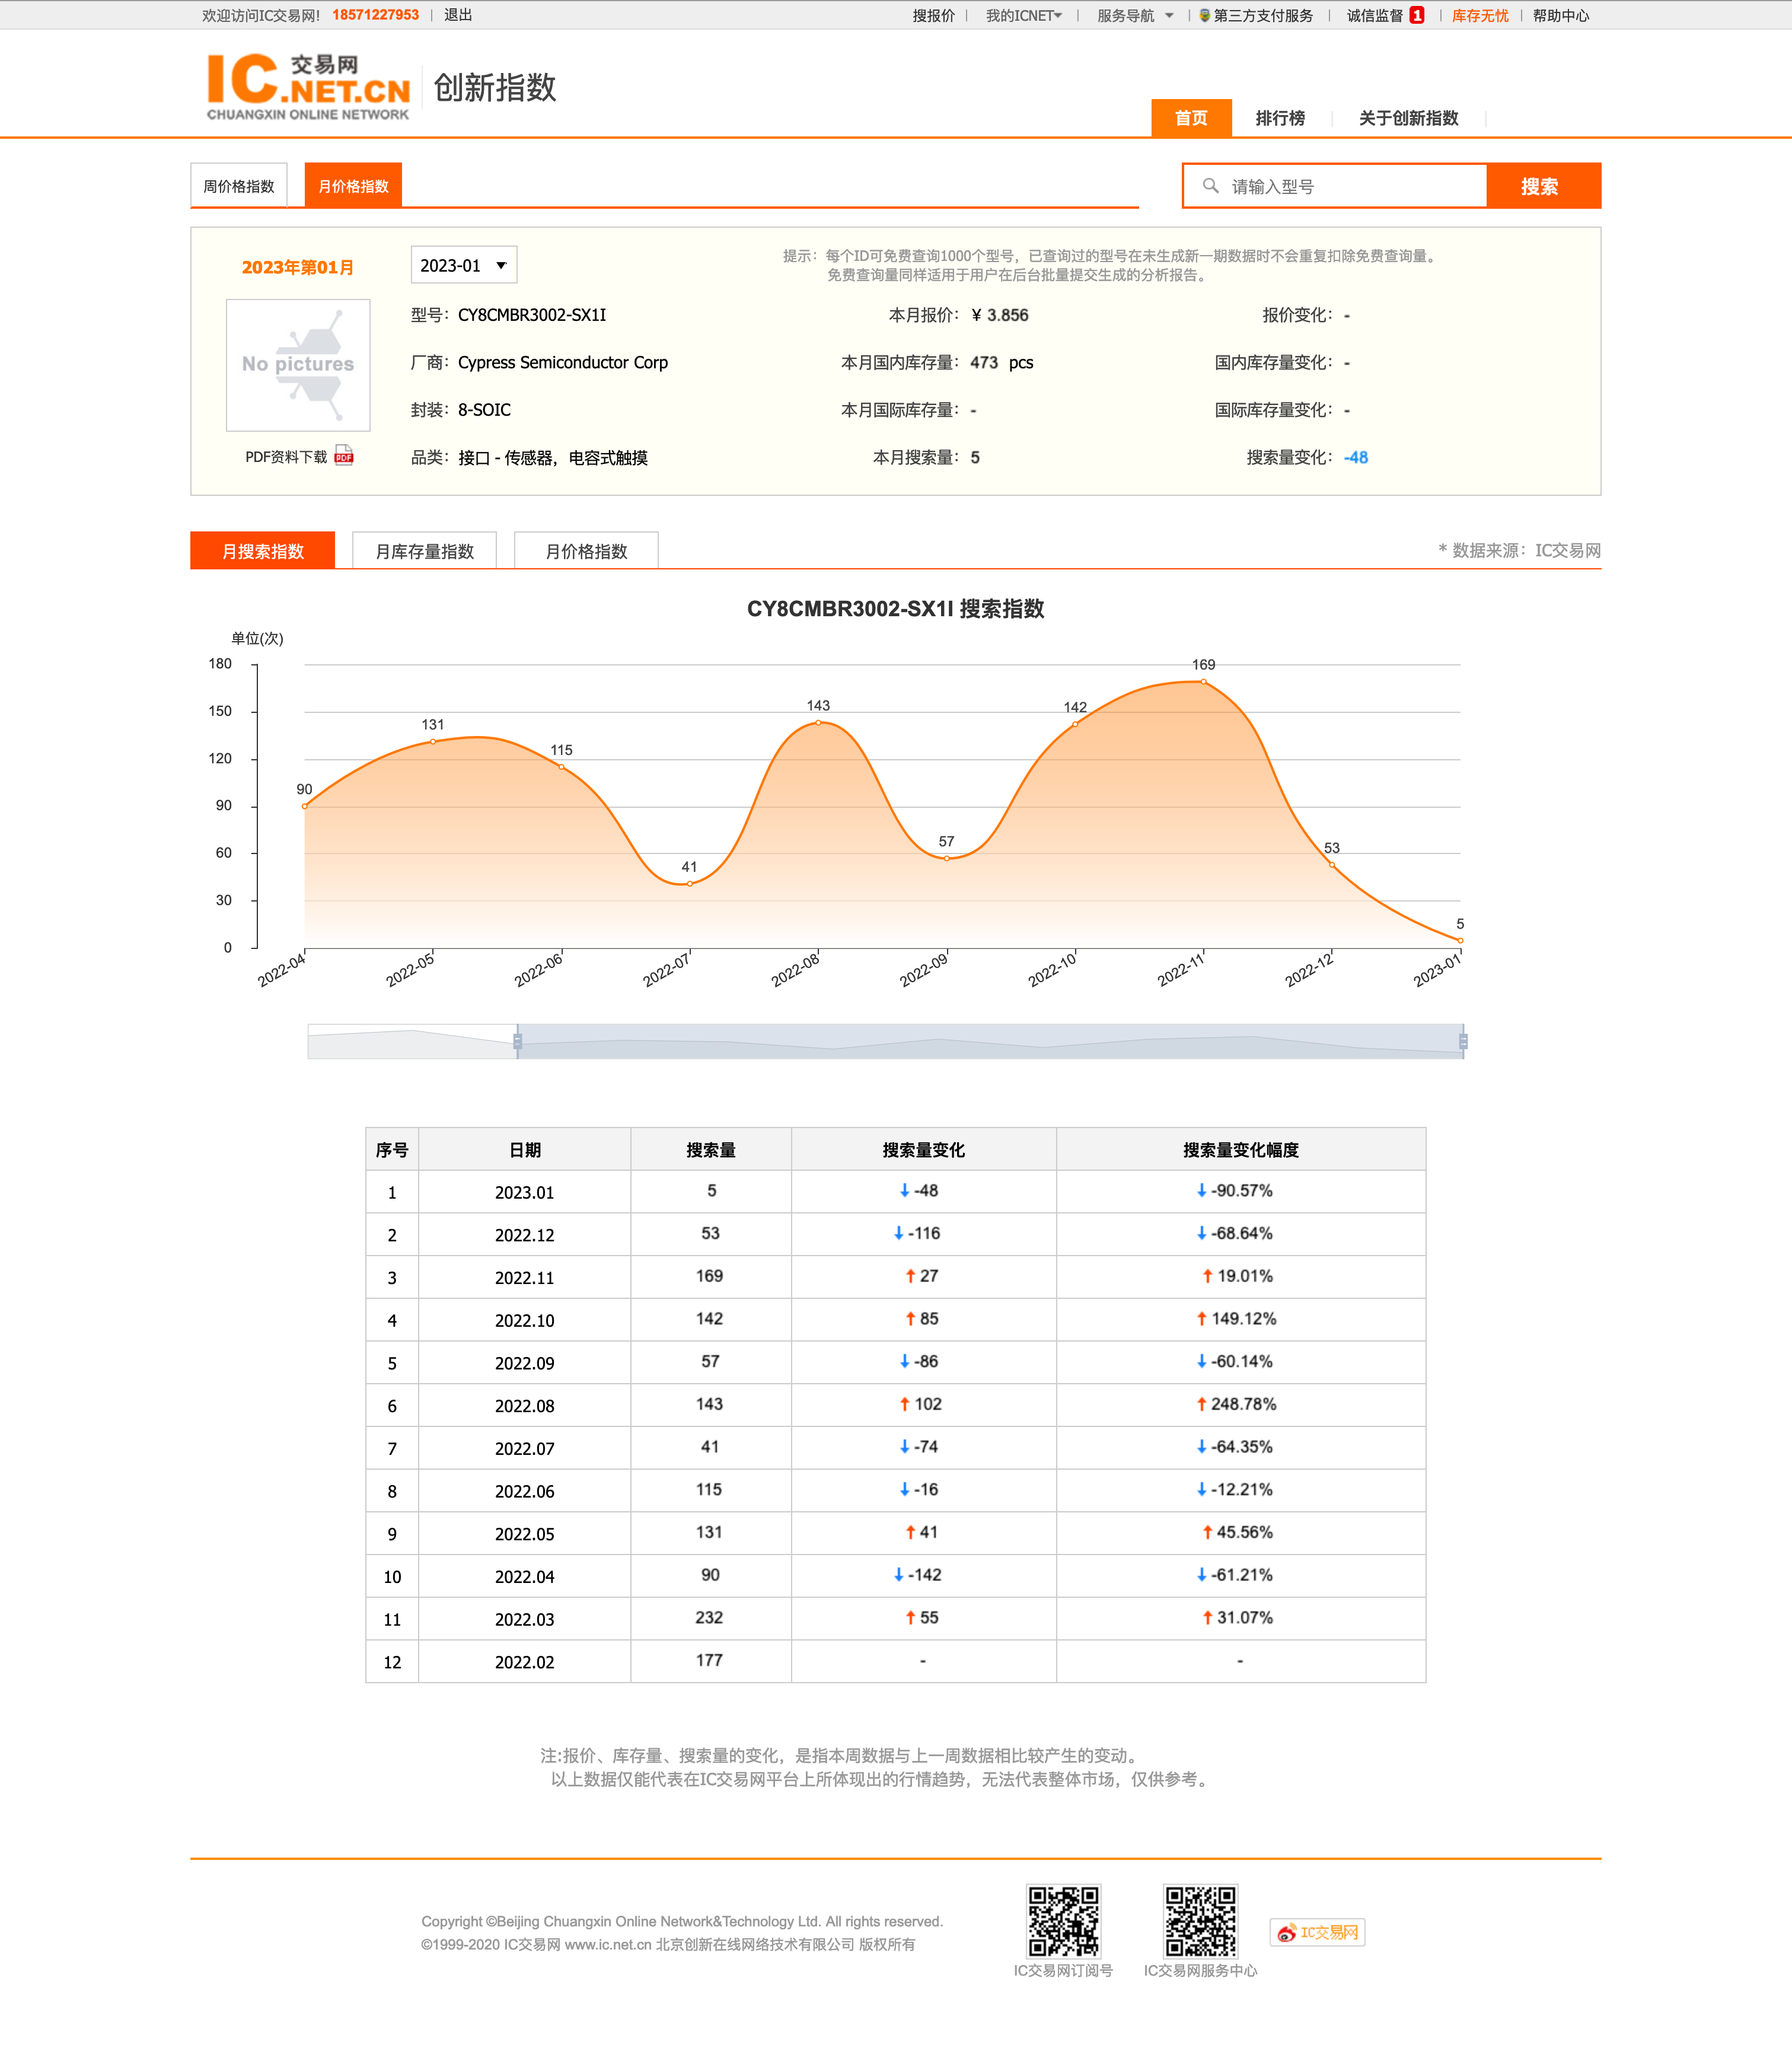 欢迎访问IC交易网! 18571227953 | 退出
搜报价 | 我的ICNET | 服务导航 | 第三方支付服务 | 诚信监督 1 | 库存无忧 | 帮助中心
IC.NET.CN 交易网
CHUANGXIN ONLINE NETWORK
创新指数
首页 排行榜 关于创新指数
周价格指数 月价格指数
请输入型号 搜索
2023年第01月
2023-01
提示：每个ID可免费查询1000个型号，已查询过的型号在未生成新一期数据时不会重复扣除免费查询量。
免费查询量同样适用于用户在后台批量提交生成的分析报告。
No pictures
PDF资料下载 PDF
型号：CY8CMBR3002-SX1I 本月报价：¥ 3.856 报价变化：-
厂商：Cypress Semiconductor Corp 本月国内库存量：473 pcs 国内库存量变化：-
封装：8-SOIC 本月国际库存量：- 国际库存量变化：-
品类：接口 - 传感器，电容式触摸 本月搜索量：5 搜索量变化：-48
月搜索指数 月库存量指数 月价格指数
* 数据来源：IC交易网
CY8CMBR3002-SX1I 搜索指数
单位(次)
180
150
120
90
60
30
0
90 131 115 41 143 57 142 169 53 5
2022-04 2022-05 2022-06 2022-07 2022-08 2022-09 2022-10 2022-11 2022-12 2023-01
序号 日期 搜索量 搜索量变化 搜索量变化幅度
1 2023.01 5 ↓ -48 ↓ -90.57%
2 2022.12 53 ↓ -116 ↓ -68.64%
3 2022.11 169 ↑ 27 ↑ 19.01%
4 2022.10 142 ↑ 85 ↑ 149.12%
5 2022.09 57 ↓ -86 ↓ -60.14%
6 2022.08 143 ↑ 102 ↑ 248.78%
7 2022.07 41 ↓ -74 ↓ -64.35%
8 2022.06 115 ↓ -16 ↓ -12.21%
9 2022.05 131 ↑ 41 ↑ 45.56%
10 2022.04 90 ↓ -142 ↓ -61.21%
11 2022.03 232 ↑ 55 ↑ 31.07%
12 2022.02 177 - -
注:报价、库存量、搜索量的变化，是指本周数据与上一周数据相比较产生的变动。
以上数据仅能代表在IC交易网平台上所体现出的行情趋势，无法代表整体市场，仅供参考。
Copyright ©Beijing Chuangxin Online Network&Technology Ltd. All rights reserved.
©1999-2020 IC交易网 www.ic.net.cn 北京创新在线网络技术有限公司 版权所有
IC交易网订阅号
IC交易网服务中心
IC交易网